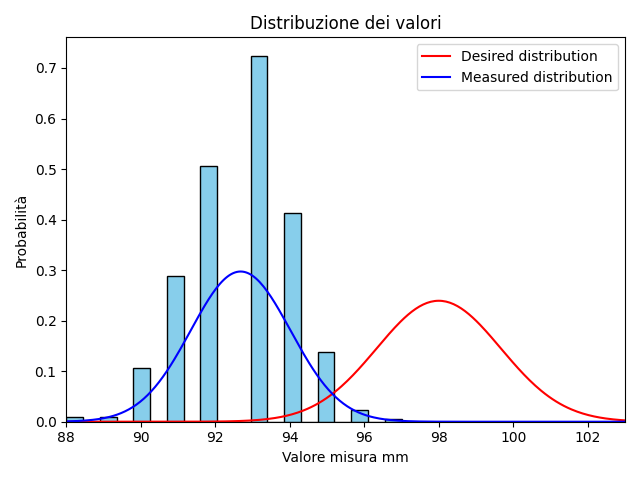 Distribuzione dei valori
Desired distribution
Measured distribution
Probabilità
0.7
0.6
0.5
0.4
0.3
0.2
0.1
0.0
88 90 92 94 96 98 100 102
Valore misura mm